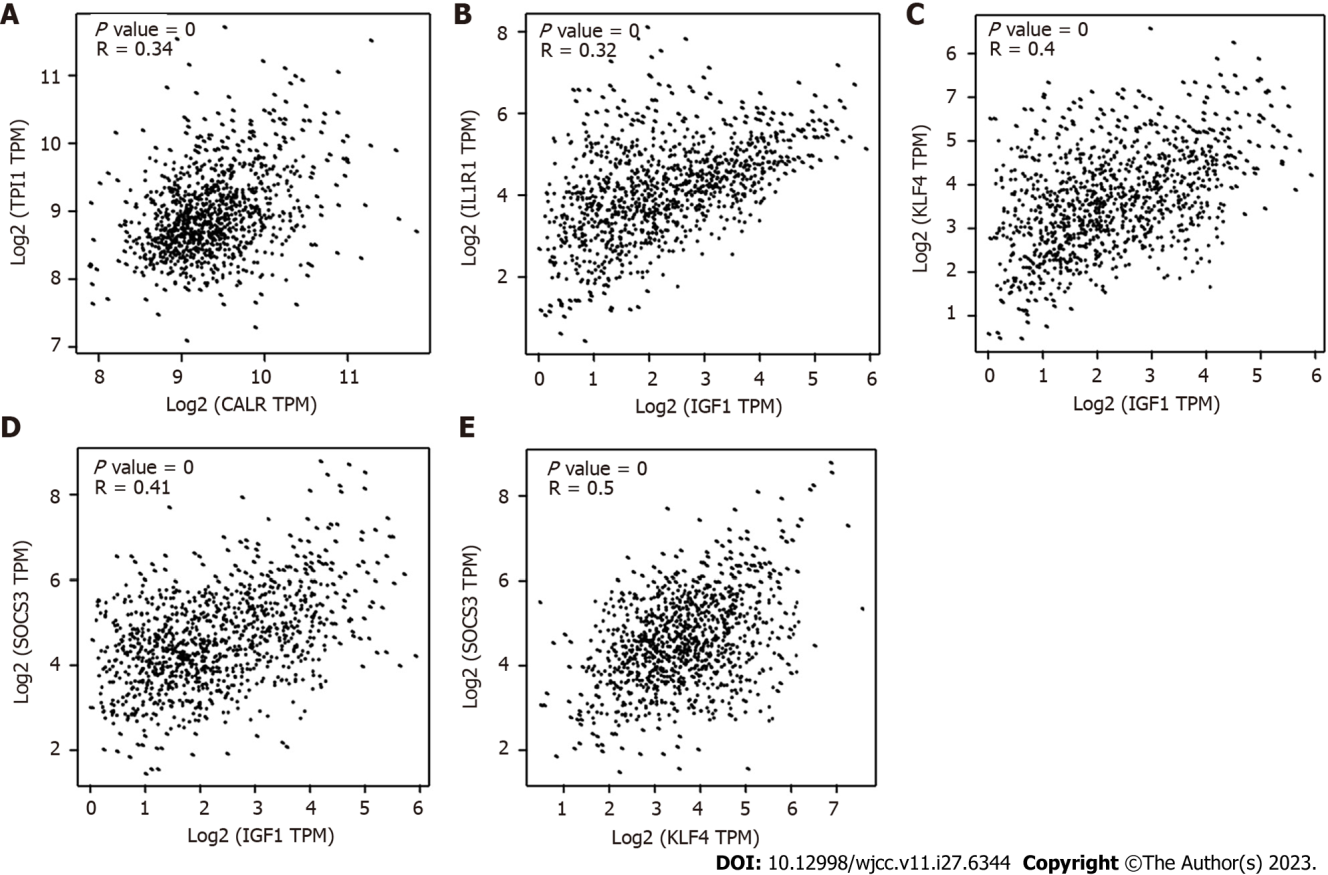 A
P value = 0
R = 0.34
11
10
9
8
7
8 9 10 11
Log2 (TPI1 TPM)
Log2 (CALR TPM)
B
P value = 0
R = 0.32
8
6
4
2
0 1 2 3 4 5 6
Log2 (IL1R1 TPM)
Log2 (IGF1 TPM)
C
P value = 0
R = 0.4
6
7
5
4
3
2
1
0 1 2 3 4 5 6
Log2 (KLF4 TPM)
Log2 (IGF1 TPM)
D
P value = 0
R = 0.41
8
6
4
2
0 1 2 3 4 5 6
Log2 (SOCS3 TPM)
Log2 (IGF1 TPM)
E
P value = 0
R = 0.5
8
6
4
2
1 2 3 4 5 6 7
Log2 (SOCS3 TPM)
Log2 (KLF4 TPM)
DOI: 10.12998/wjcc.v11.i27.6344 Copyright ©The Author(s) 2023.